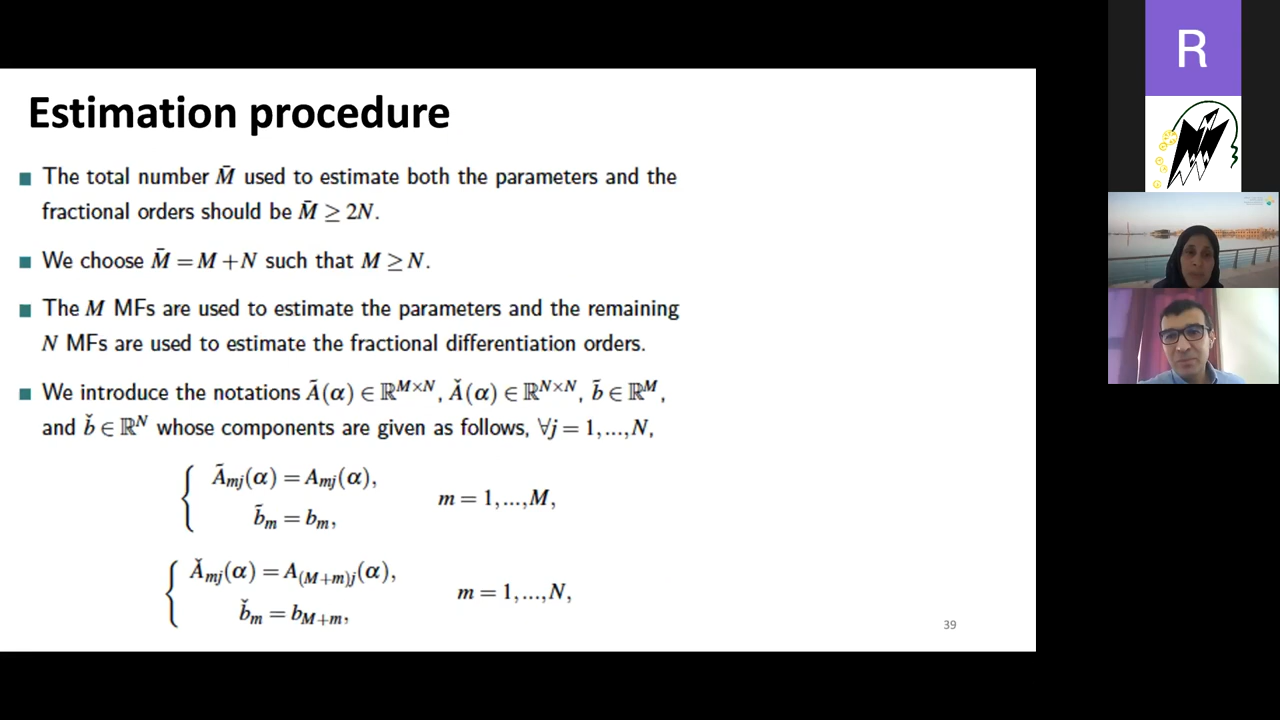 Estimation procedure
The total number M̄ used to estimate both the parameters and the
fractional orders should be M̄ ≥ 2N.
We choose M̄ = M + N such that M ≥ N.
The M MFs are used to estimate the parameters and the remaining
N MFs are used to estimate the fractional differentiation orders.
We introduce the notations Ã(α) ∈ ℝ^{M×N}, Ǎ(α) ∈ ℝ^{N×N}, b̃ ∈ ℝ^M,
and b̌ ∈ ℝ^N whose components are given as follows, ∀j = 1,...,N,
Ã_{mj}(α) = A_{mj}(α),
m = 1,...,M,
b̃_m = b_m,
Ǎ_{mj}(α) = A_{(M+m)j}(α),
m = 1,...,N,
b̌_m = b_{M+m},
39
R